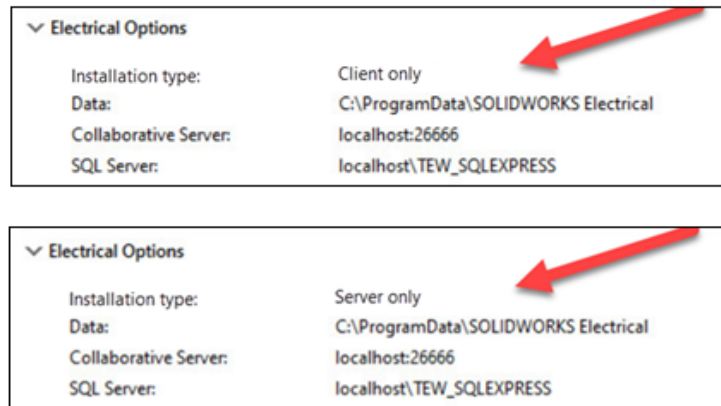 Electrical Options
Installation type: Client only
Data: C:\ProgramData\SOLIDWORKS Electrical
Collaborative Server: localhost:26666
SQL Server: localhost\TEW_SQLEXPRESS
Electrical Options
Installation type: Server only
Data: C:\ProgramData\SOLIDWORKS Electrical
Collaborative Server: localhost:26666
SQL Server: localhost\TEW_SQLEXPRESS